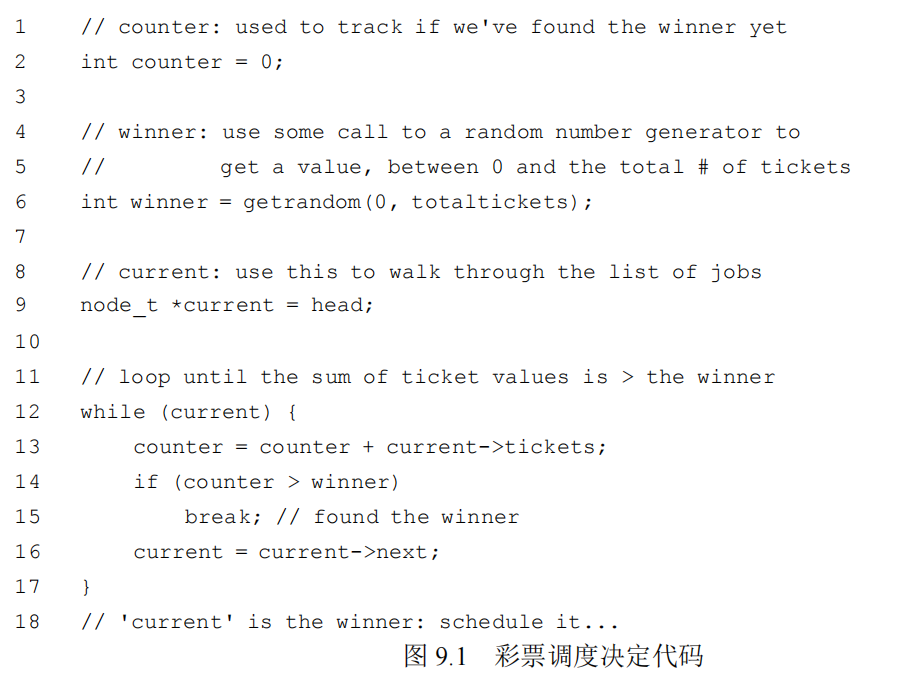 1 // counter: used to track if we've found the winner yet
2 int counter = 0;
3
4 // winner: use some call to a random number generator to
5 //         get a value, between 0 and the total # of tickets
6 int winner = getrandom(0, totaltickets);
7
8 // current: use this to walk through the list of jobs
9 node_t *current = head;
10
11 // loop until the sum of ticket values is > the winner
12 while (current) {
13     counter = counter + current->tickets;
14     if (counter > winner)
15         break; // found the winner
16     current = current->next;
17 }
18 // 'current' is the winner: schedule it...
图 9.1 彩票调度决定代码